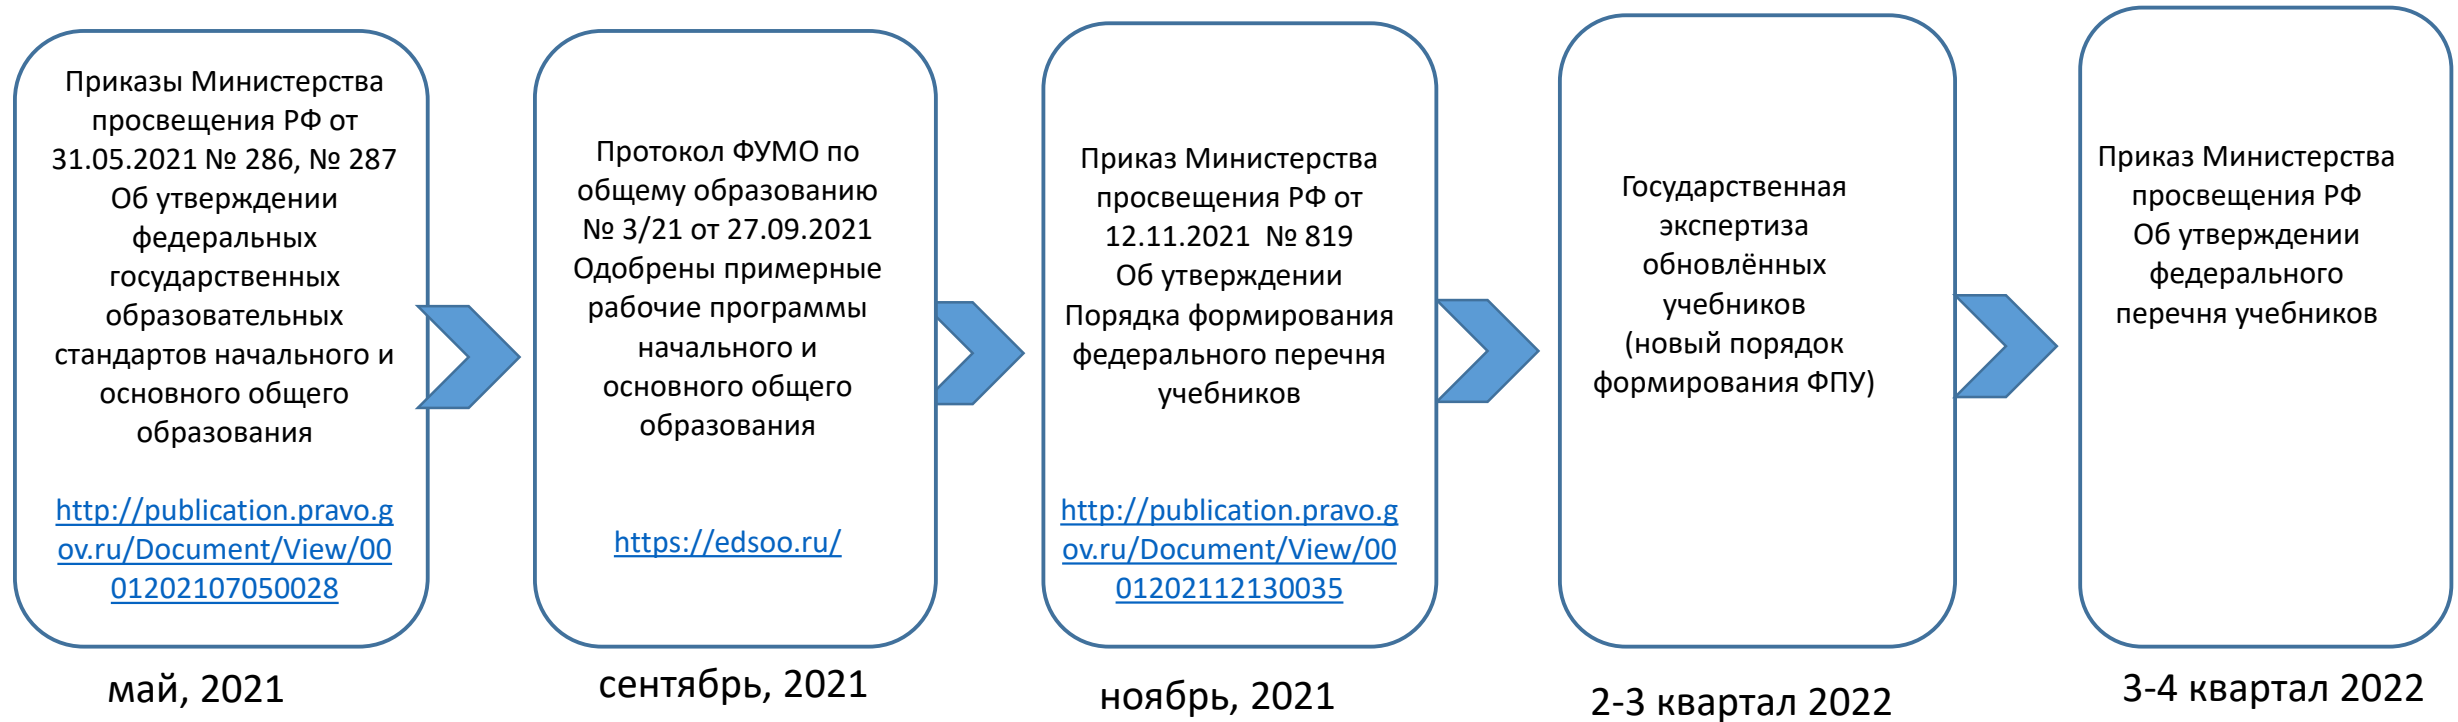 Приказы Министерства
просвещения РФ от
31.05.2021 № 286, № 287
Об утверждении
федеральных
государственных
образовательных
стандартов начального и
основного общего
образования
http://publication.pravo.g
ov.ru/Document/View/00
01202107050028
май, 2021
Протокол ФУМО по
общему образованию
№ 3/21 от 27.09.2021
Одобрены примерные
рабочие программы
начального и
основного общего
образования
https://edsoo.ru/
сентябрь, 2021
Приказ Министерства
просвещения РФ от
12.11.2021 № 819
Об утверждении
Порядка формирования
федерального перечня
учебников
http://publication.pravo.g
ov.ru/Document/View/00
01202112130035
ноябрь, 2021
Государственная
экспертиза
обновлённых
учебников
(новый порядок
формирования ФПУ)
2-3 квартал 2022
Приказ Министерства
просвещения РФ
Об утверждении
федерального
перечня учебников
3-4 квартал 2022